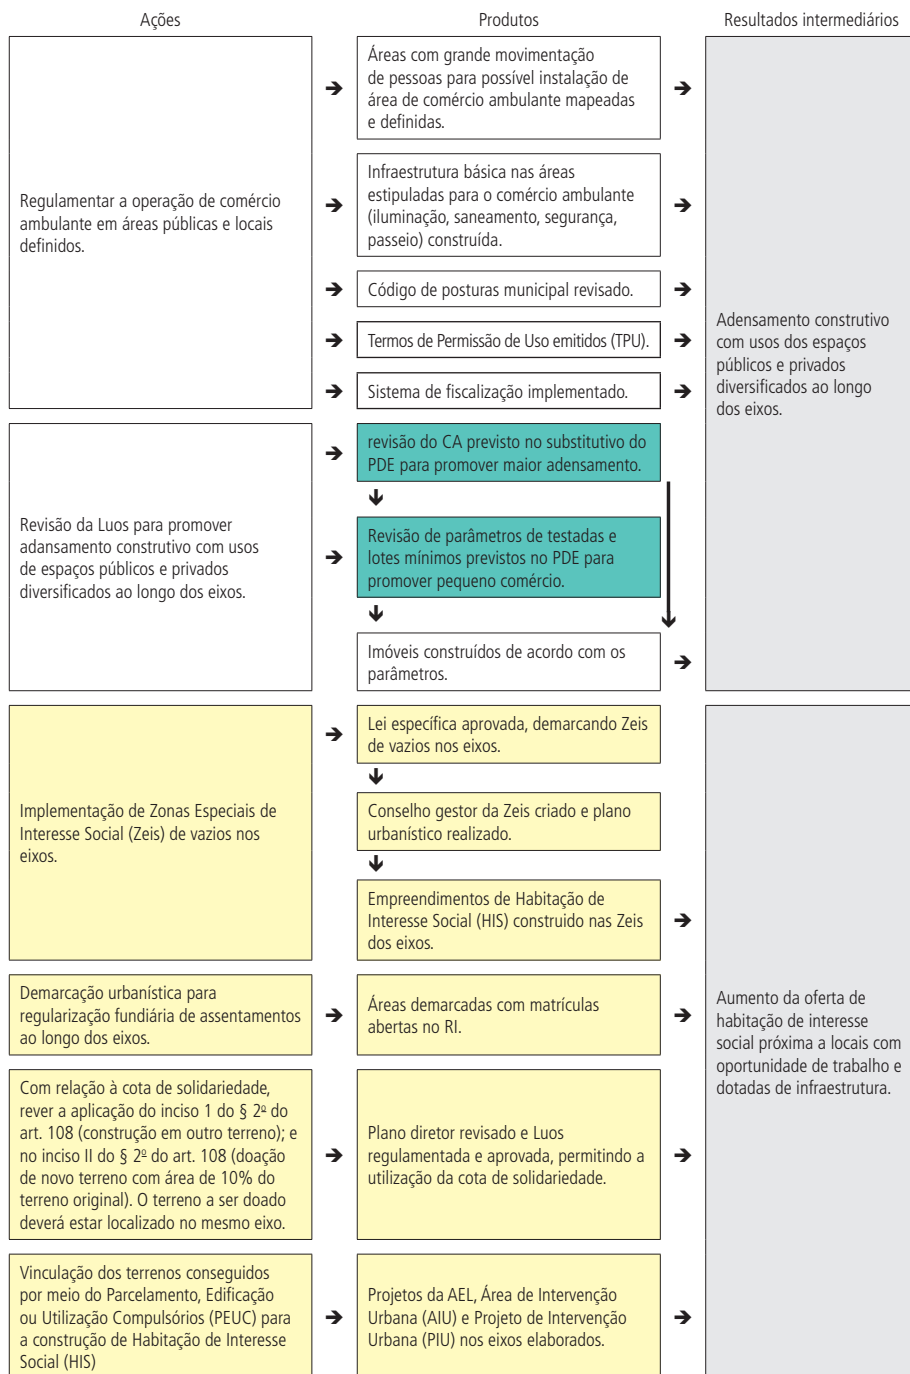 Ações
Produtos
Resultados intermediários
Regulamentar a operação de comércio
ambulante em áreas públicas e locais
definidos.
Áreas com grande movimentação
de pessoas para possível instalação de
área de comércio ambulante mapeadas
e definidas.
Infraestrutura básica nas áreas
estipuladas para o comércio ambulante
(iluminação, saneamento, segurança,
passeio) construída.
Código de posturas municipal revisado.
Termos de Permissão de Uso emitidos (TPU).
Sistema de fiscalização implementado.
Adensamento construtivo
com usos dos espaços
públicos e privados
diversificados ao longo
dos eixos.
Revisão da Luos para promover
adansamento construtivo com usos
de espaços públicos e privados
diversificados ao longo dos eixos.
revisão do CA previsto no substitutivo do
PDE para promover maior adensamento.
Revisão de parâmetros de testadas e
lotes mínimos previstos no PDE para
promover pequeno comércio.
Imóveis construídos de acordo com os
parâmetros.
Implementação de Zonas Especiais de
Interesse Social (Zeis) de vazios nos
eixos.
Lei específica aprovada, demarcando Zeis
de vazios nos eixos.
Conselho gestor da Zeis criado e plano
urbanístico realizado.
Empreendimentos de Habitação de
Interesse Social (HIS) construido nas Zeis
dos eixos.
Demarcação urbanística para
regularização fundiária de assentamentos
ao longo dos eixos.
Áreas demarcadas com matrículas
abertas no RI.
Aumento da oferta de
habitação de interesse
social próxima a locais com
oportunidade de trabalho e
dotadas de infraestrutura.
Com relação à cota de solidariedade,
rever a aplicação do inciso 1 do § 2º do
art. 108 (construção em outro terreno); e
no inciso II do § 2º do art. 108 (doação
de novo terreno com área de 10% do
terreno original). O terreno a ser doado
deverá estar localizado no mesmo eixo.
Plano diretor revisado e Luos
regulamentada e aprovada, permitindo a
utilização da cota de solidariedade.
Vinculação dos terrenos conseguidos
por meio do Parcelamento, Edificação
ou Utilização Compulsórios (PEUC) para
a construção de Habitação de Interesse
Social (HIS)
Projetos da AEL, Área de Intervenção
Urbana (AIU) e Projeto de Intervenção
Urbana (PIU) nos eixos elaborados.